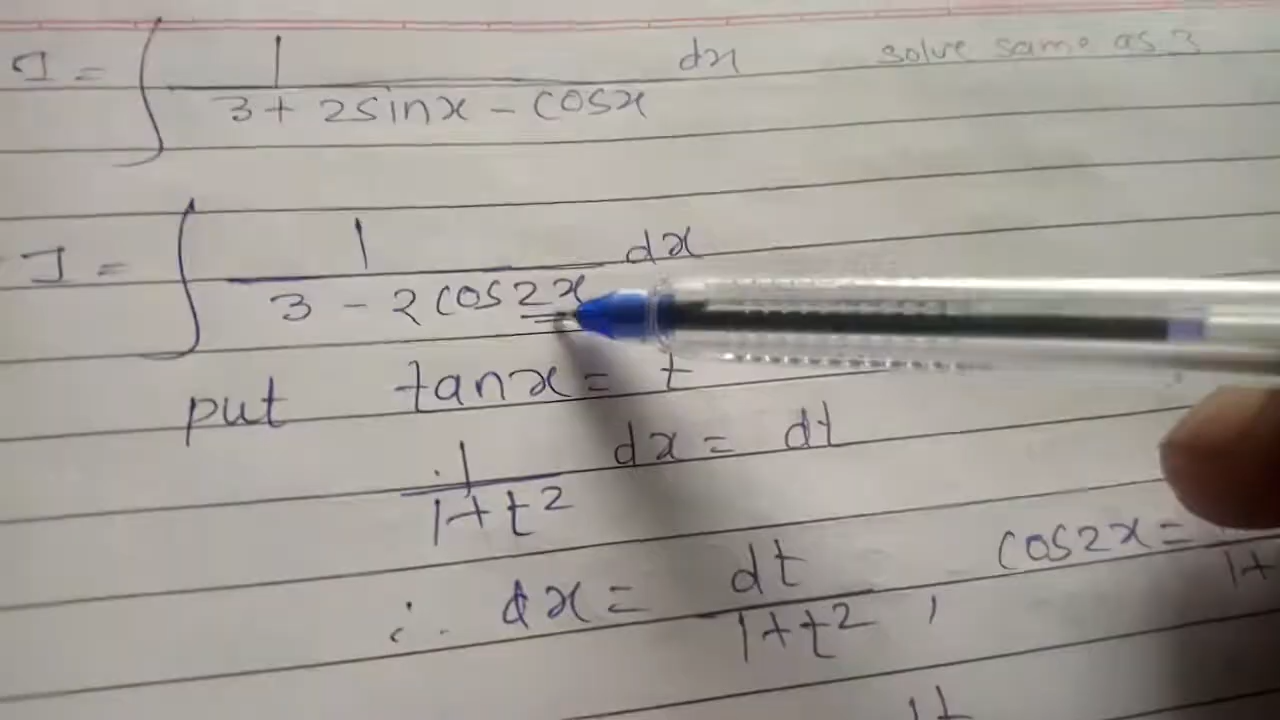 I = ∫ 1 / (3 + 2sinx - cosx) dx solve same as 3
I = ∫ 1 / (3 - 2cos2x) dx
put tanx = t
1 / (1+t²) dx = dt
∴ dx = dt / (1+t²) , cos2x =